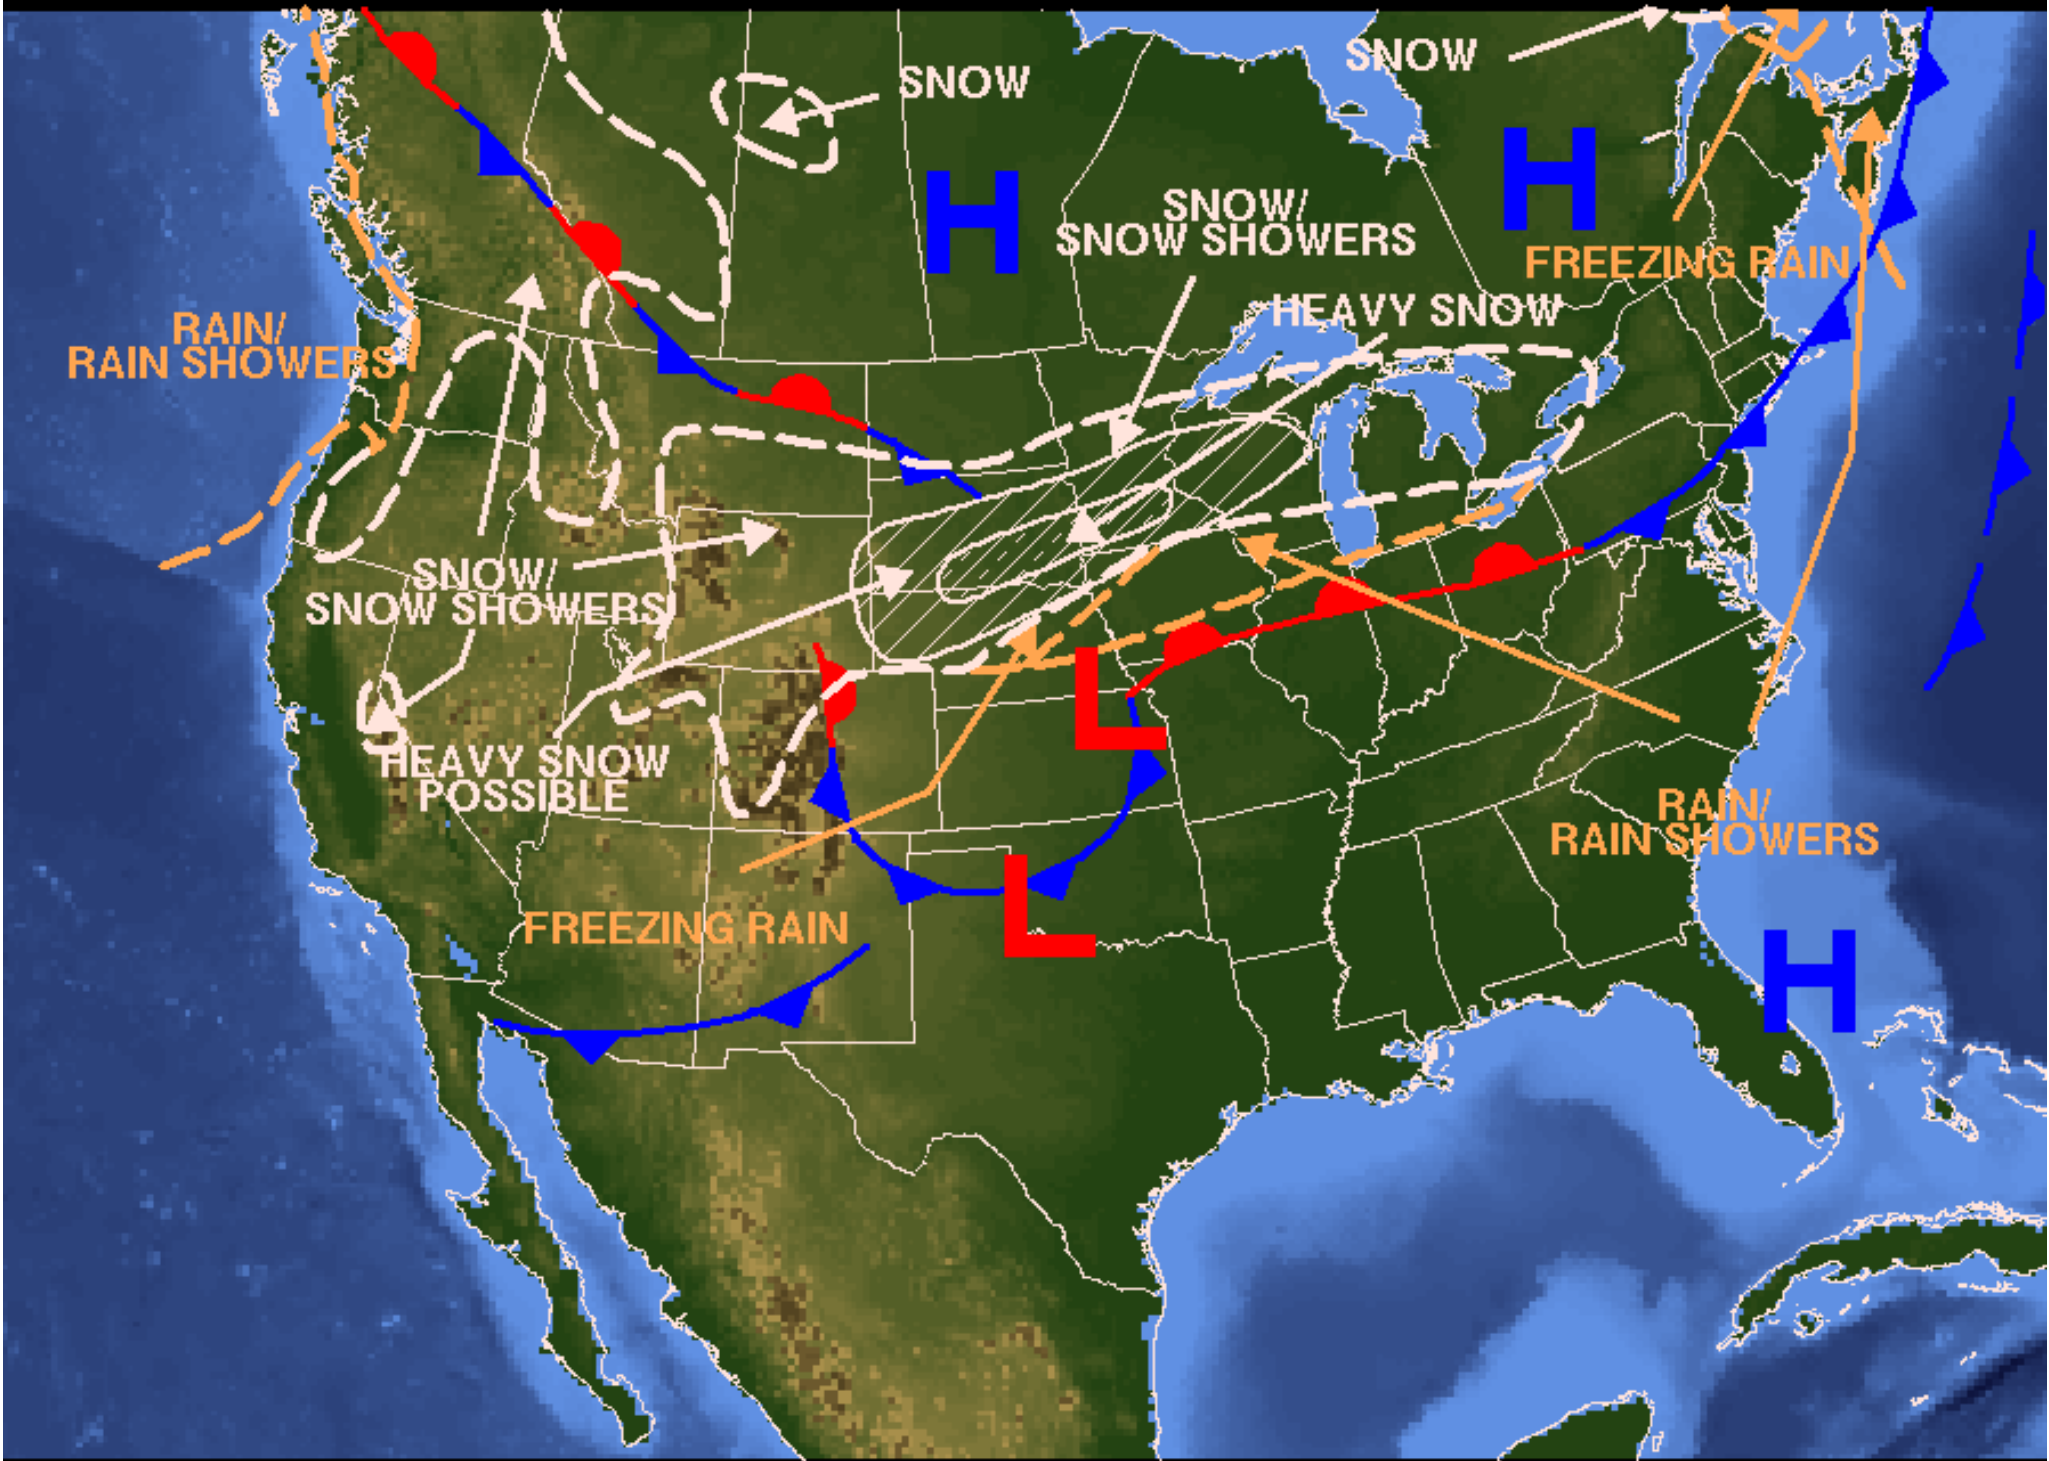 SNOW
SNOW
H
H
SNOW/
SNOW SHOWERS
FREEZING RAIN
HEAVY SNOW
RAIN/
RAIN SHOWERS
SNOW/
SNOW SHOWERS
L
HEAVY SNOW
POSSIBLE
RAIN/
RAIN SHOWERS
L
FREEZING RAIN
H